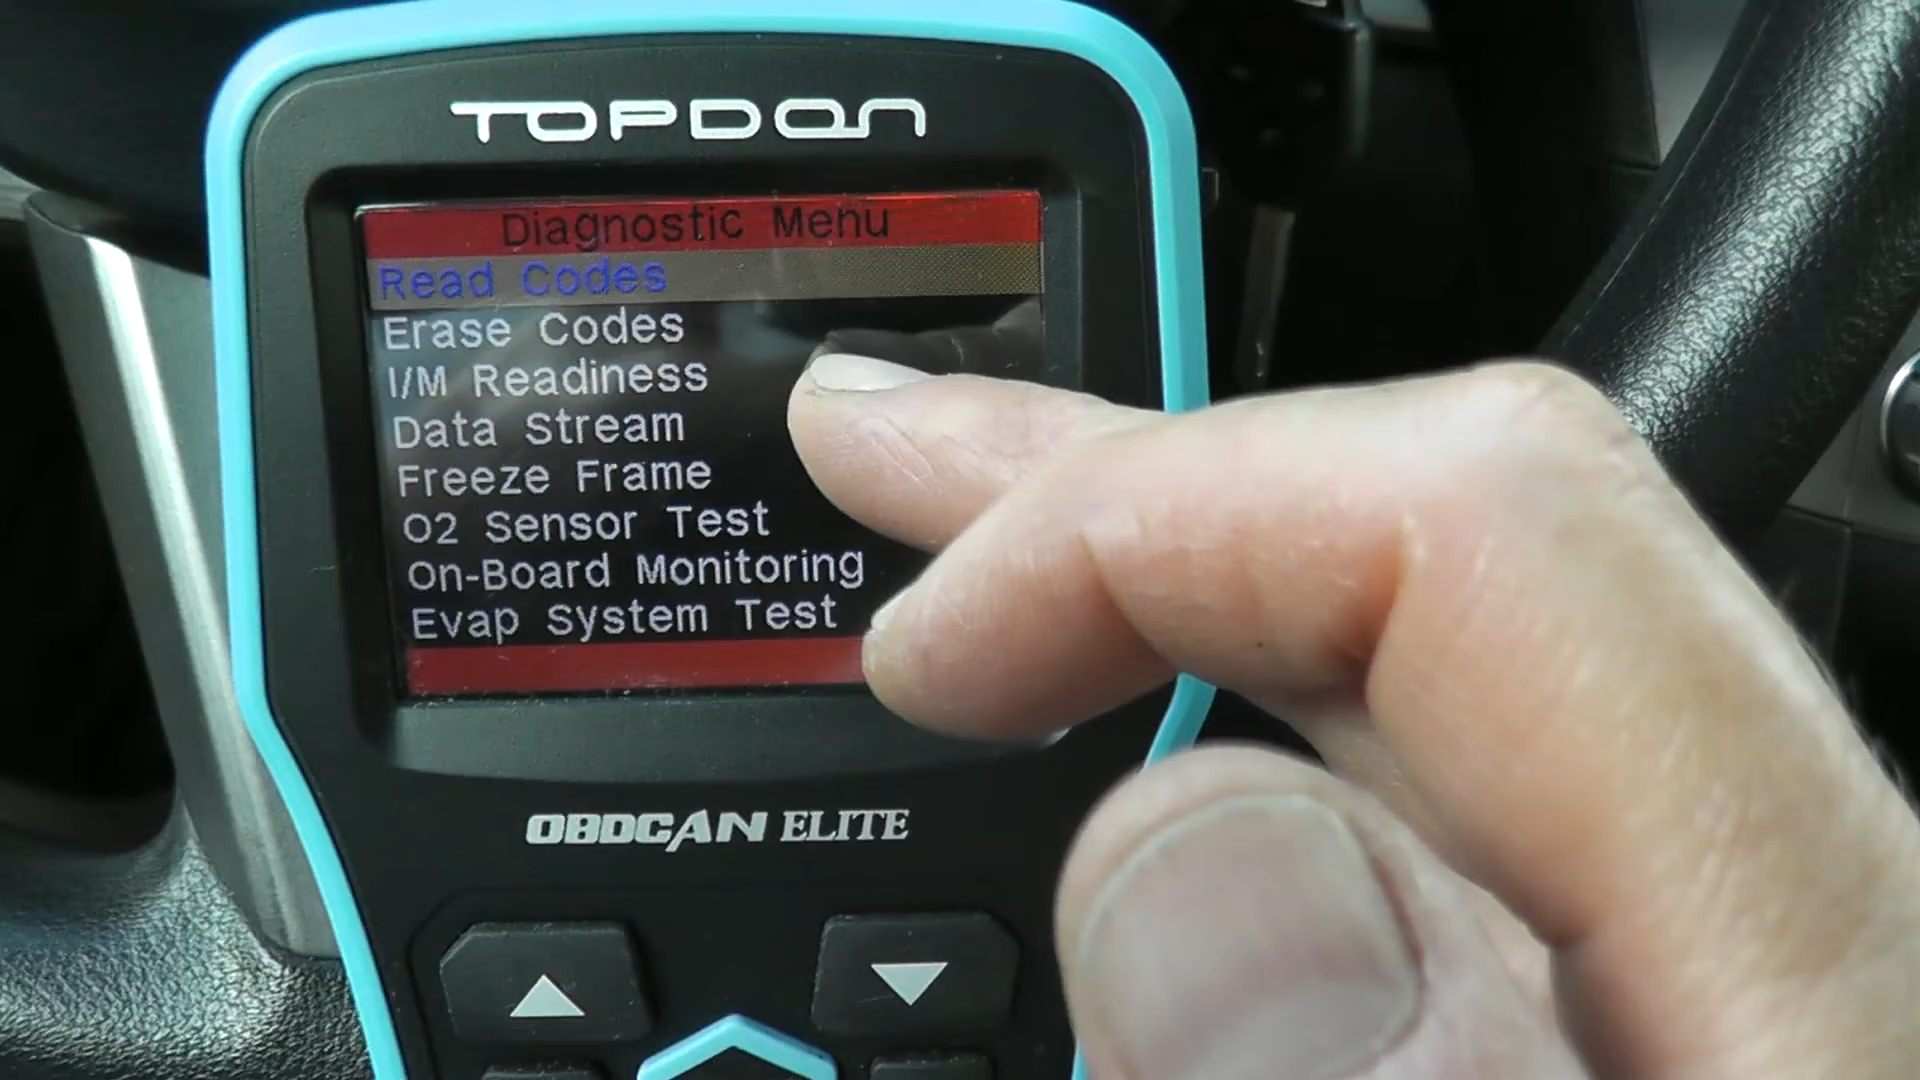 TOPDON
Diagnostic Menu
Read Codes
Erase Codes
I/M Readiness
Data Stream
Freeze Frame
O2 Sensor Test
On-Board Monitoring
Evap System Test
OBDCAN ELITE